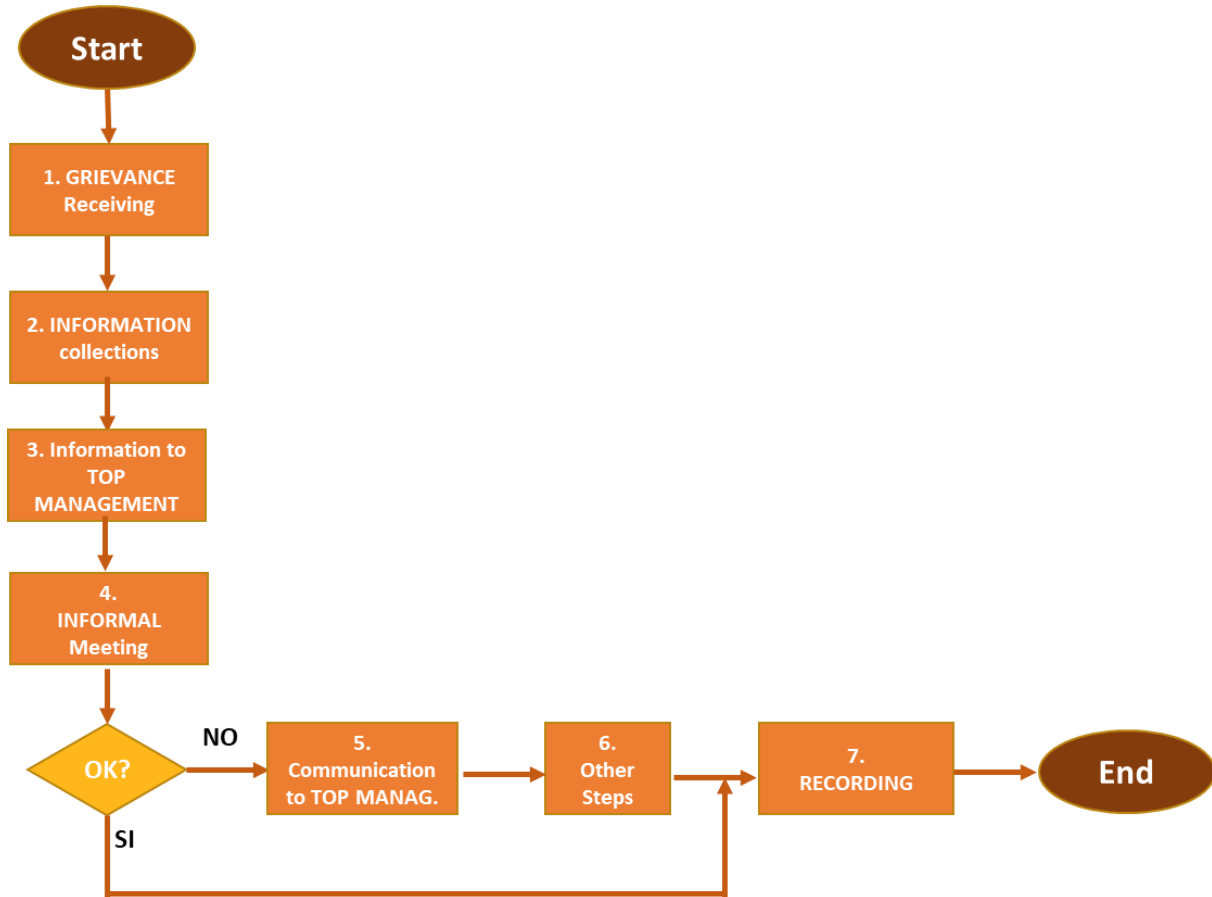 Start
1. GRIEVANCE
Receiving
2. INFORMATION
collections
3. Information to
TOP
MANAGEMENT
4.
INFORMAL
Meeting
OK?
NO
5.
Communication
to TOP MANAG.
6.
Other
Steps
7.
RECORDING
End
SI